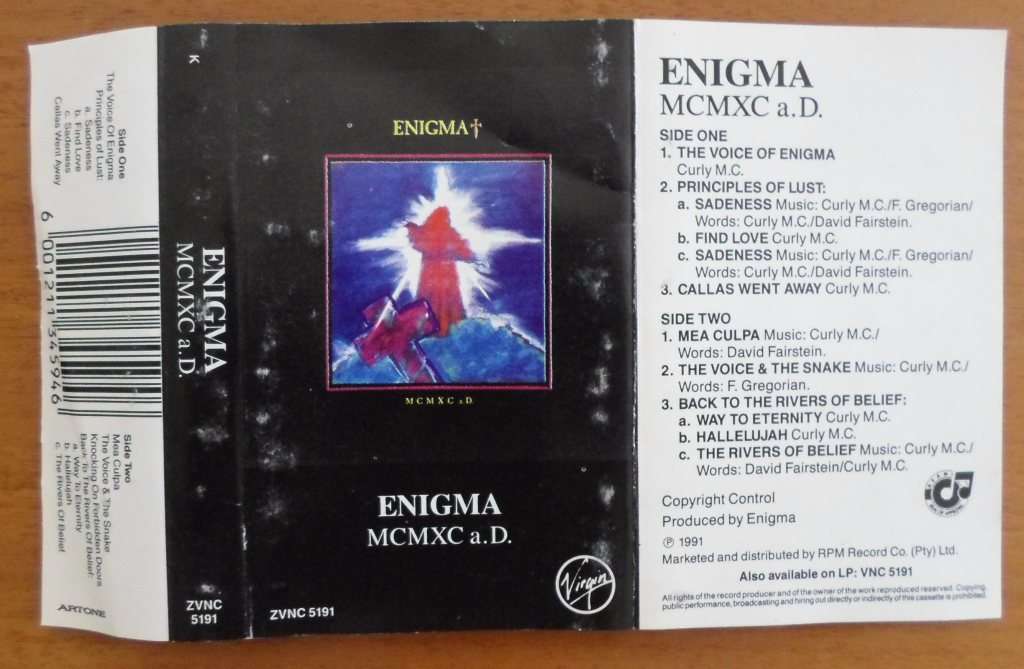 Side One
The Voice Of Enigma
Principles of Lust:
a. Sadeness
b. Find Love
c. Sadeness
Callas Went Away
6 001211 345946
Side Two
Mea Culpa
The Voice & The Snake
Knocking On Forbidden Doors
Back To The Rivers Of Belief:
a. Way To Eternity
b. Hallelujah
c. The Rivers Of Belief
ARTONE
K
ENIGMA
MCMXC a.D.
ZVNC
5191
ENIGMA†
MCMXC a.D.
ENIGMA
MCMXC a.D.
Virgin
ZVNC 5191
ENIGMA
MCMXC a.D.
SIDE ONE
1. THE VOICE OF ENIGMA
Curly M.C.
2. PRINCIPLES OF LUST:
a. SADENESS Music: Curly M.C./F. Gregorian/
Words: Curly M.C./David Fairstein.
b. FIND LOVE Curly M.C.
c. SADENESS Music: Curly M.C./F. Gregorian/
Words: Curly M.C./David Fairstein.
3. CALLAS WENT AWAY Curly M.C.
SIDE TWO
1. MEA CULPA Music: Curly M.C./
Words: David Fairstein.
2. THE VOICE & THE SNAKE Music: Curly M.C./
Words: F. Gregorian.
3. BACK TO THE RIVERS OF BELIEF:
a. WAY TO ETERNITY Curly M.C.
b. HALLELUJAH Curly M.C.
c. THE RIVERS OF BELIEF Music: Curly M.C./
Words: David Fairstein/Curly M.C.
Copyright Control
Produced by Enigma
℗ 1991
Marketed and distributed by RPM Record Co. (Pty) Ltd.
Also available on LP: VNC 5191
All rights of the record producer and of the owner of the work reproduced reserved. Copying,
public performance, broadcasting and hiring out directly or indirectly of this cassette is prohibited.